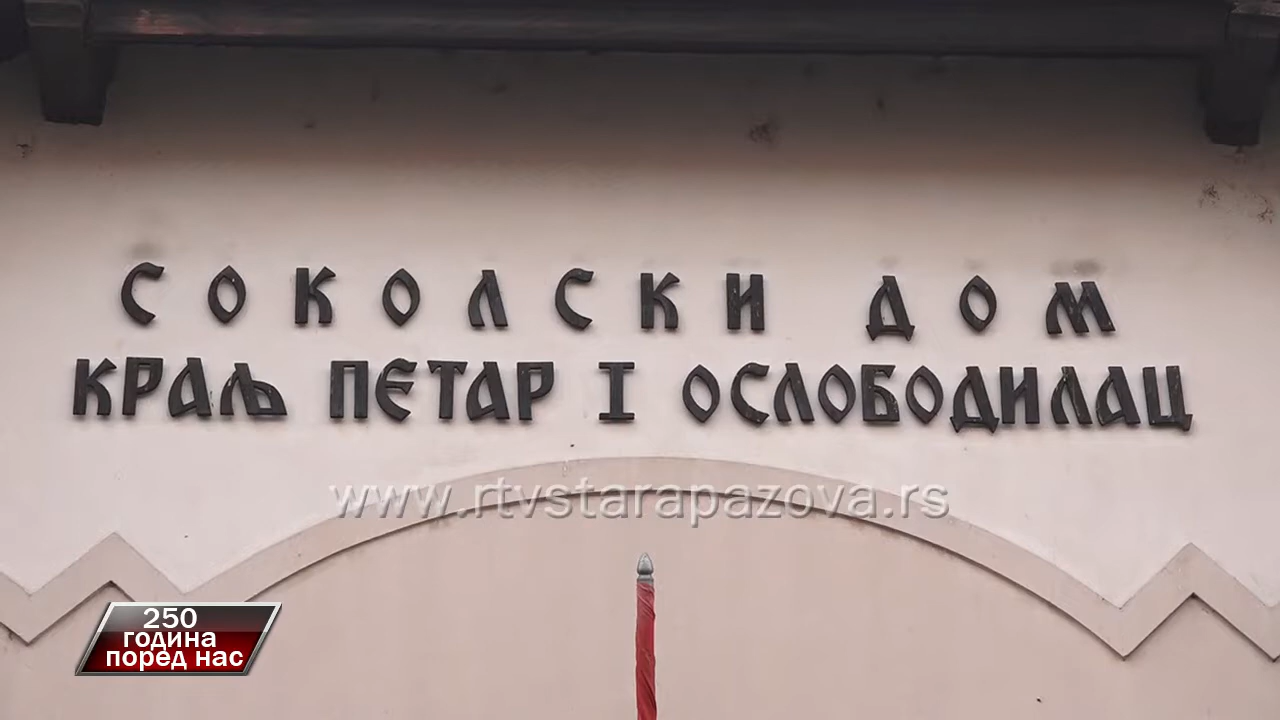 СОКОЛСКИ ДОМ
КРАЉ ПЕТАР I ОСЛОБОДИЛАЦ
www.rtvstarapazova.rs
250
година
поред нас